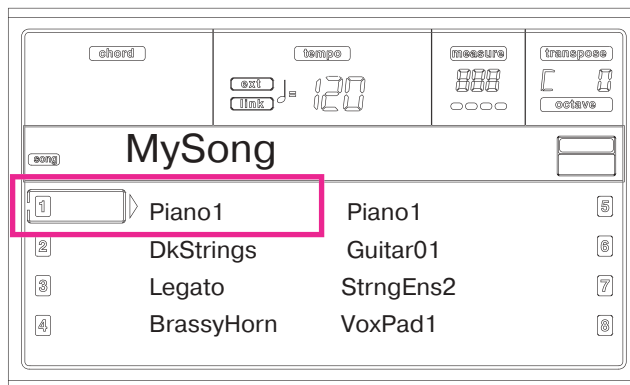 chord tempo measure transpose
ext
link ♩= 120 888 C 0
octave
song MySong
1 Piano1 Piano1 5
2 DkStrings Guitar01 6
3 Legato StrngEns2 7
4 BrassyHorn VoxPad1 8